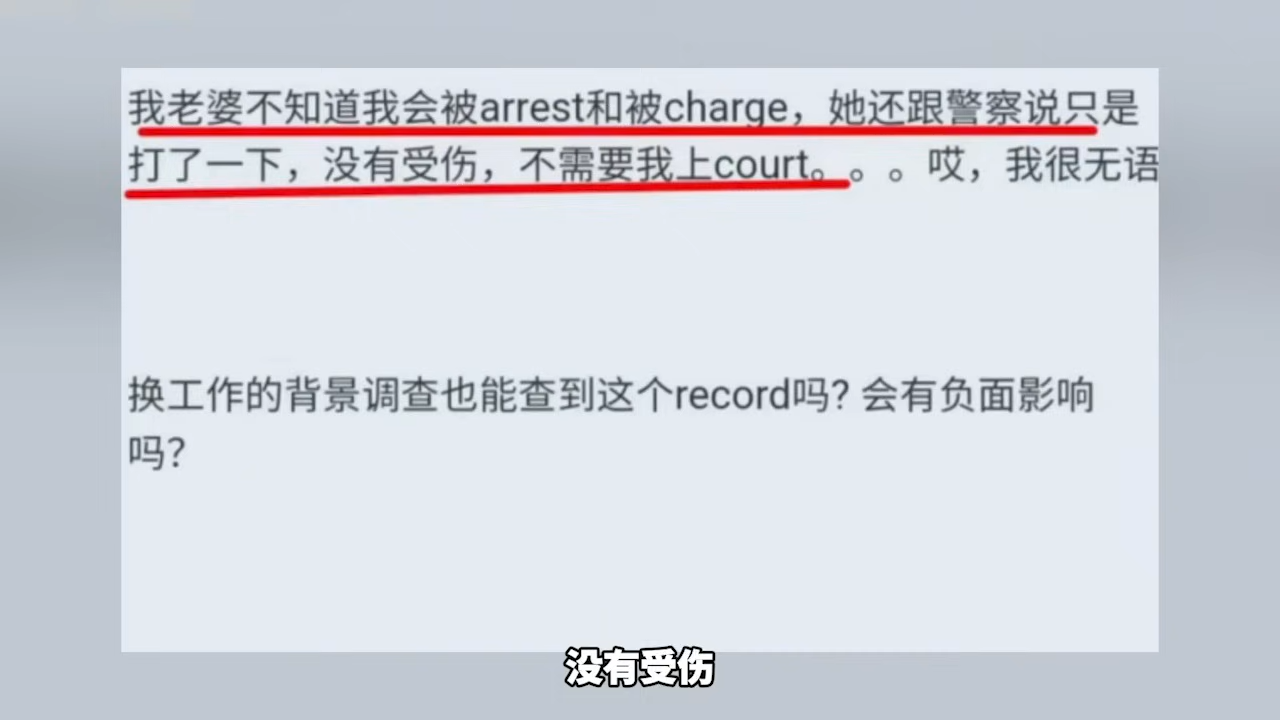 我老婆不知道我会被arrest和被charge，她还跟警察说只是
打了一下，没有受伤，不需要我上court。。。哎，我很无语
换工作的背景调查也能查到这个record吗？会有负面影响
吗？
没有受伤